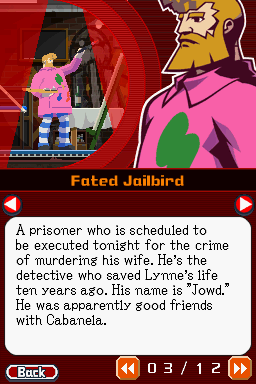 Fated Jailbird
A prisoner who is scheduled to
be executed tonight for the crime
of murdering his wife. He's the
detective who saved Lynne's life
ten years ago. His name is "Jowd."
He was apparently good friends
with Cabanela.
Back
03/12